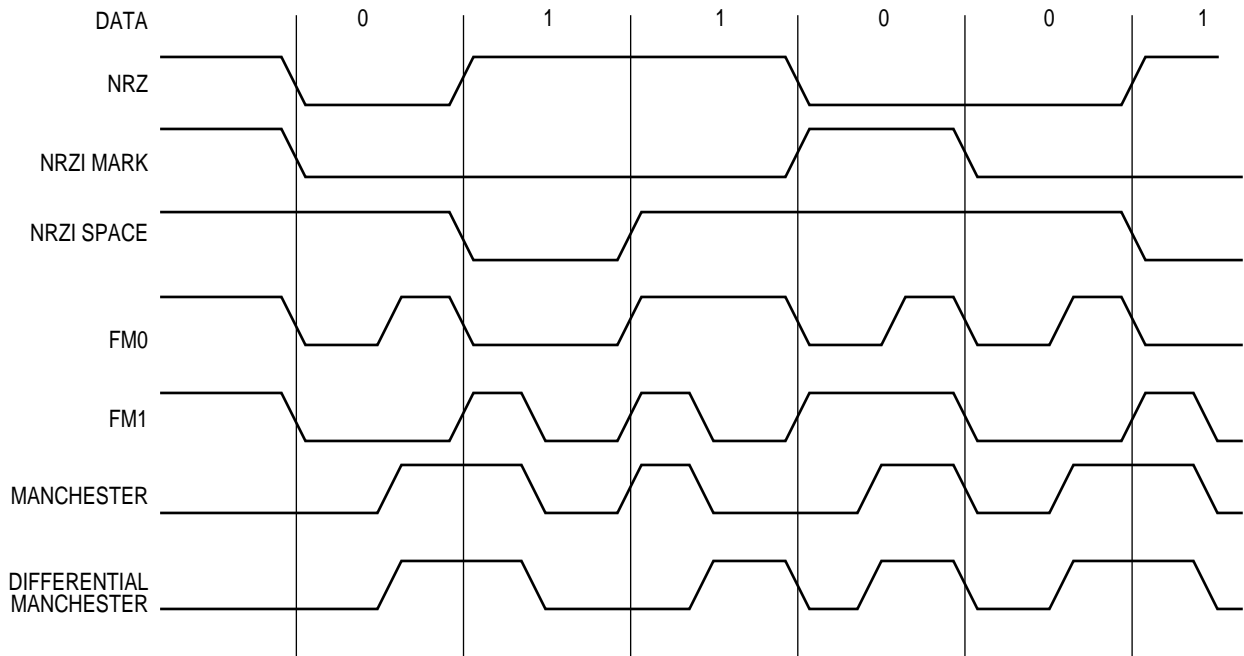 DATA 0 1 1 0 0 1
NRZ
NRZI MARK
NRZI SPACE
FM0
FM1
MANCHESTER
DIFFERENTIAL
MANCHESTER